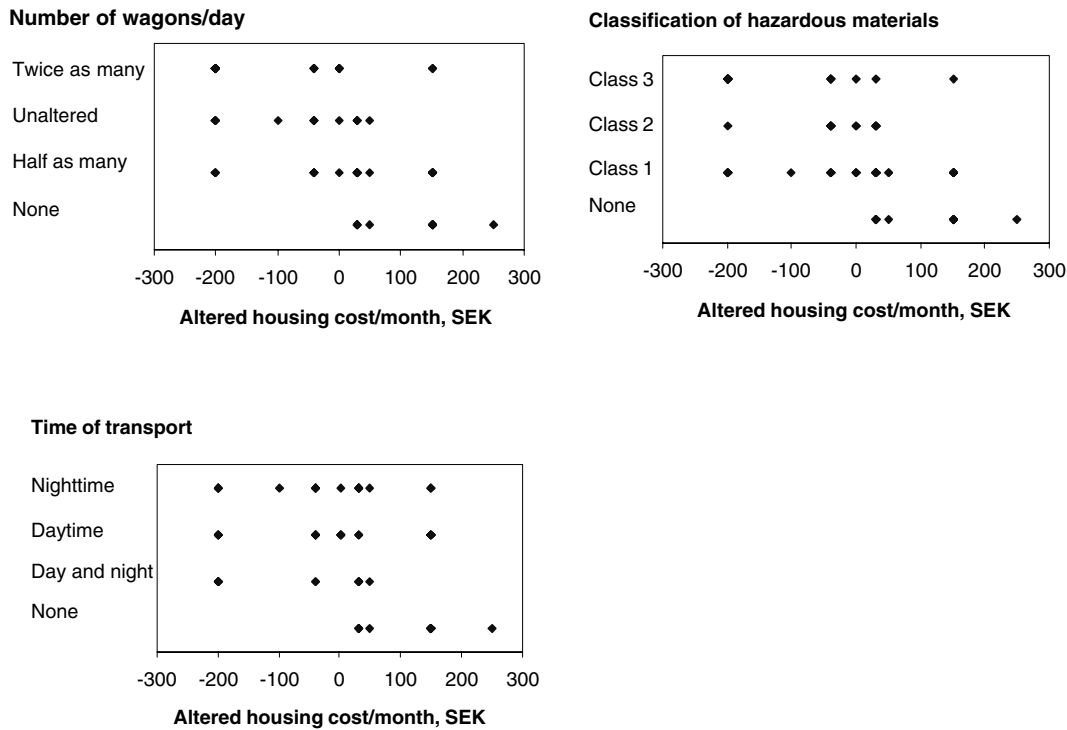 Number of wagons/day
Twice as many
Unaltered
Half as many
None
-300 -200 -100 0 100 200 300
Altered housing cost/month, SEK
Classification of hazardous materials
Class 3
Class 2
Class 1
None
-300 -200 -100 0 100 200 300
Altered housing cost/month, SEK
Time of transport
Nighttime
Daytime
Day and night
None
-300 -200 -100 0 100 200 300
Altered housing cost/month, SEK